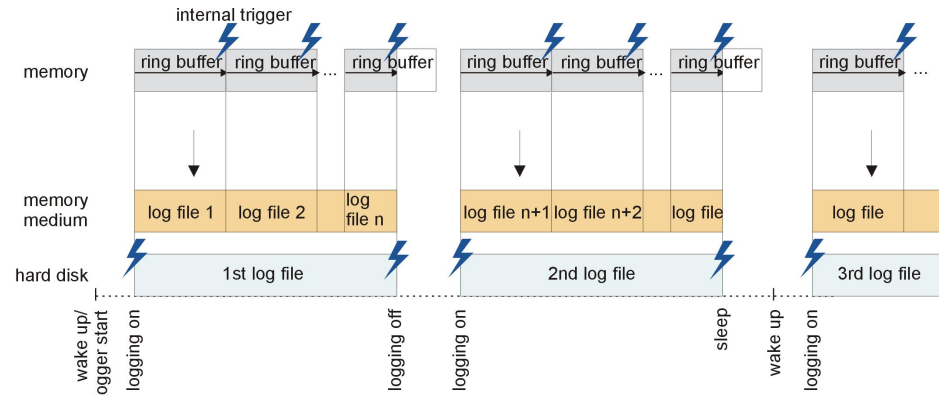 internal trigger
memory
ring buffer
ring buffer
...
ring buffer
ring buffer
ring buffer
...
ring buffer
ring buffer
...
memory
medium
log file 1
log file 2
log
file n
log file n+1
log file n+2
log file
log file
hard disk
1st log file
2nd log file
3rd log file
wake up/
ogger start
logging on
logging off
logging on
sleep
wake up
logging on